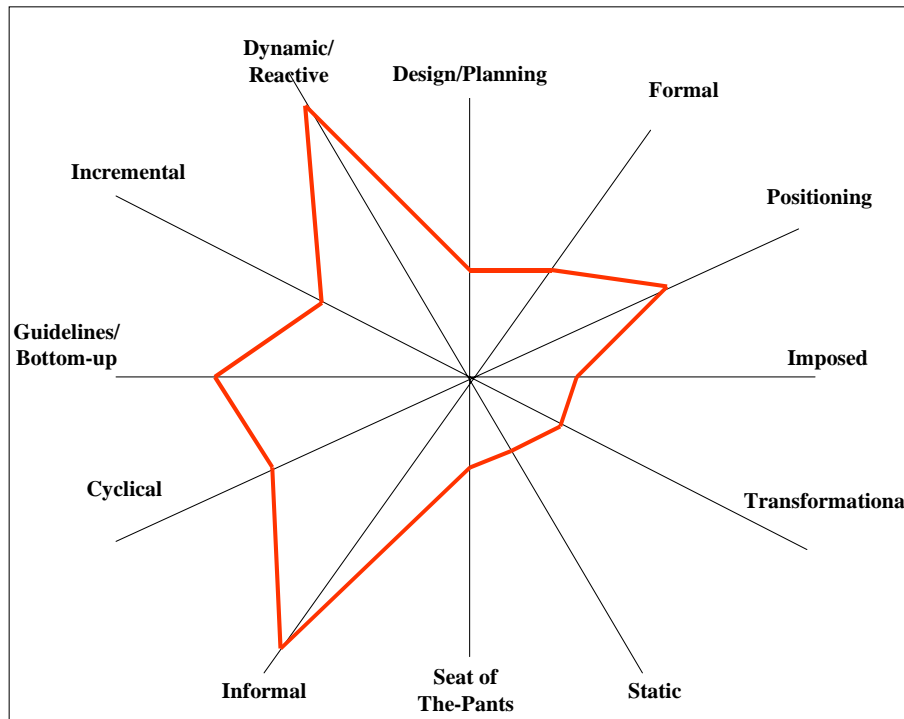 Dynamic/
Reactive
Design/Planning
Formal
Incremental
Positioning
Guidelines/
Bottom-up
Imposed
Cyclical
Transformationa
Informal
Seat of
The-Pants
Static